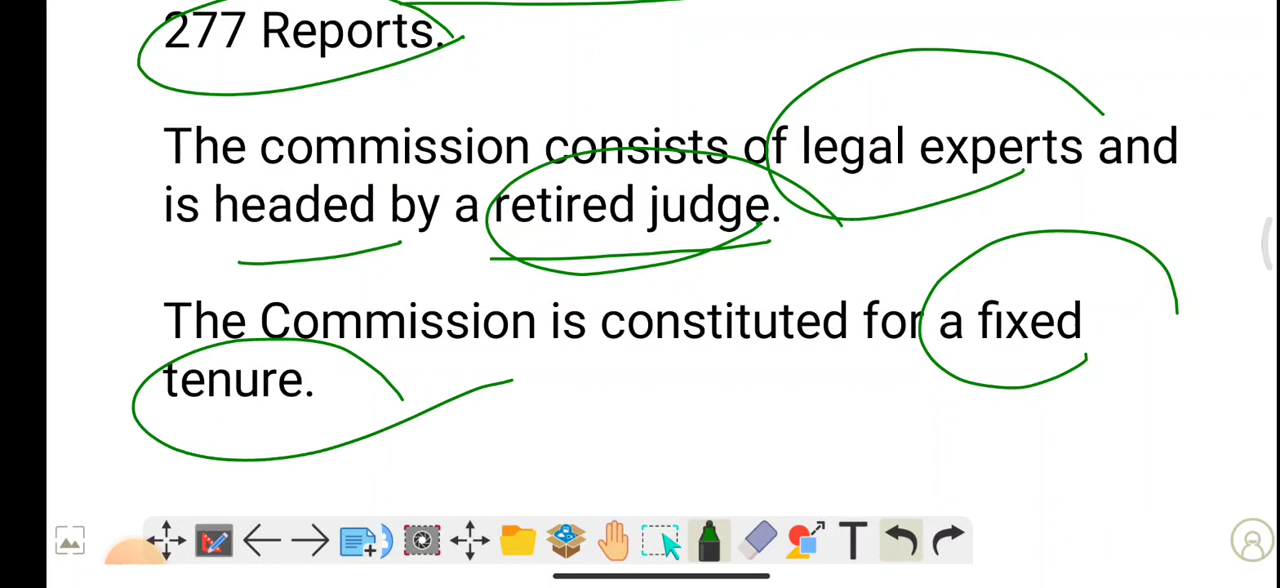 277 Reports.
The commission consists of legal experts and
is headed by a retired judge.
The Commission is constituted for a fixed
tenure.
T